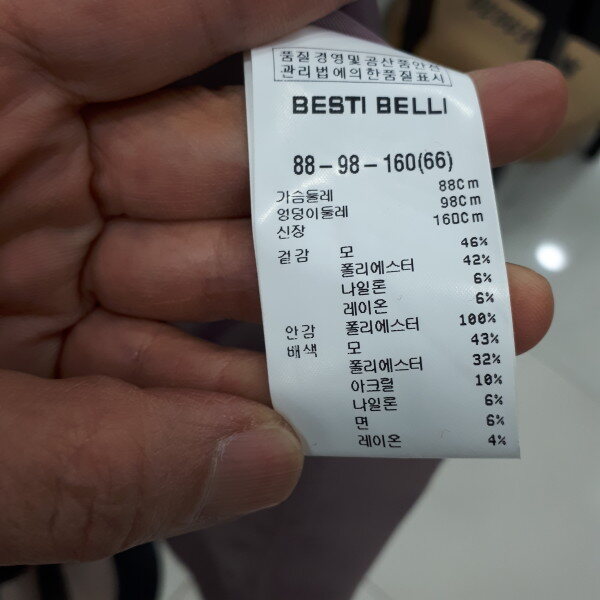 품질경영및공산품안전
관리법에의한품질표시
BESTI BELLI
88-98-160(66)
가슴둘레 88Cm
엉덩이둘레 98Cm
신장 160Cm
겉감 모 46%
폴리에스터 42%
나일론 6%
레이온 6%
안감 폴리에스터 100%
배색 모 43%
폴리에스터 32%
아크릴 10%
나일론 6%
면 6%
레이온 4%